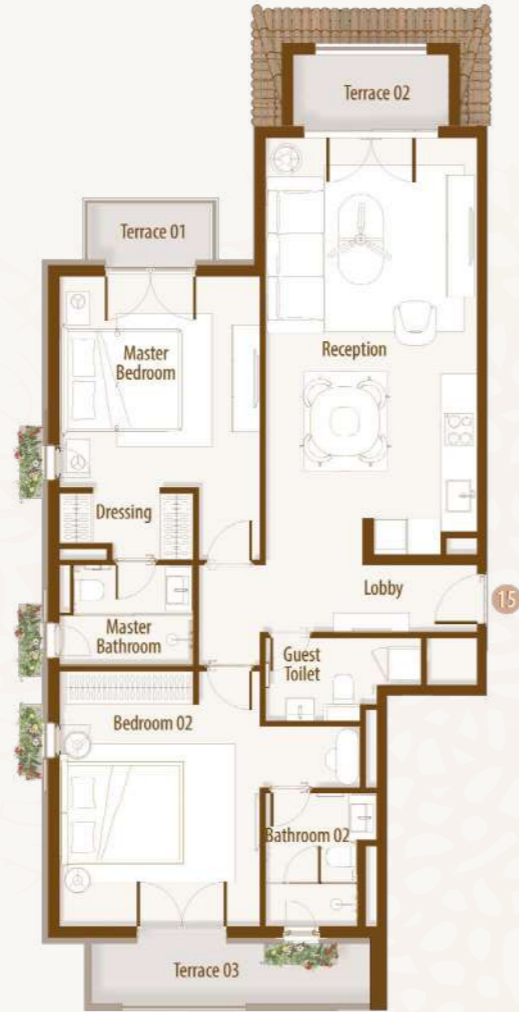 Terrace 02
Terrace 01
Master
Bedroom
Reception
Dressing
Lobby
15
Master
Bathroom
Guest
Toilet
Bedroom 02
Bathroom 02
Terrace 03